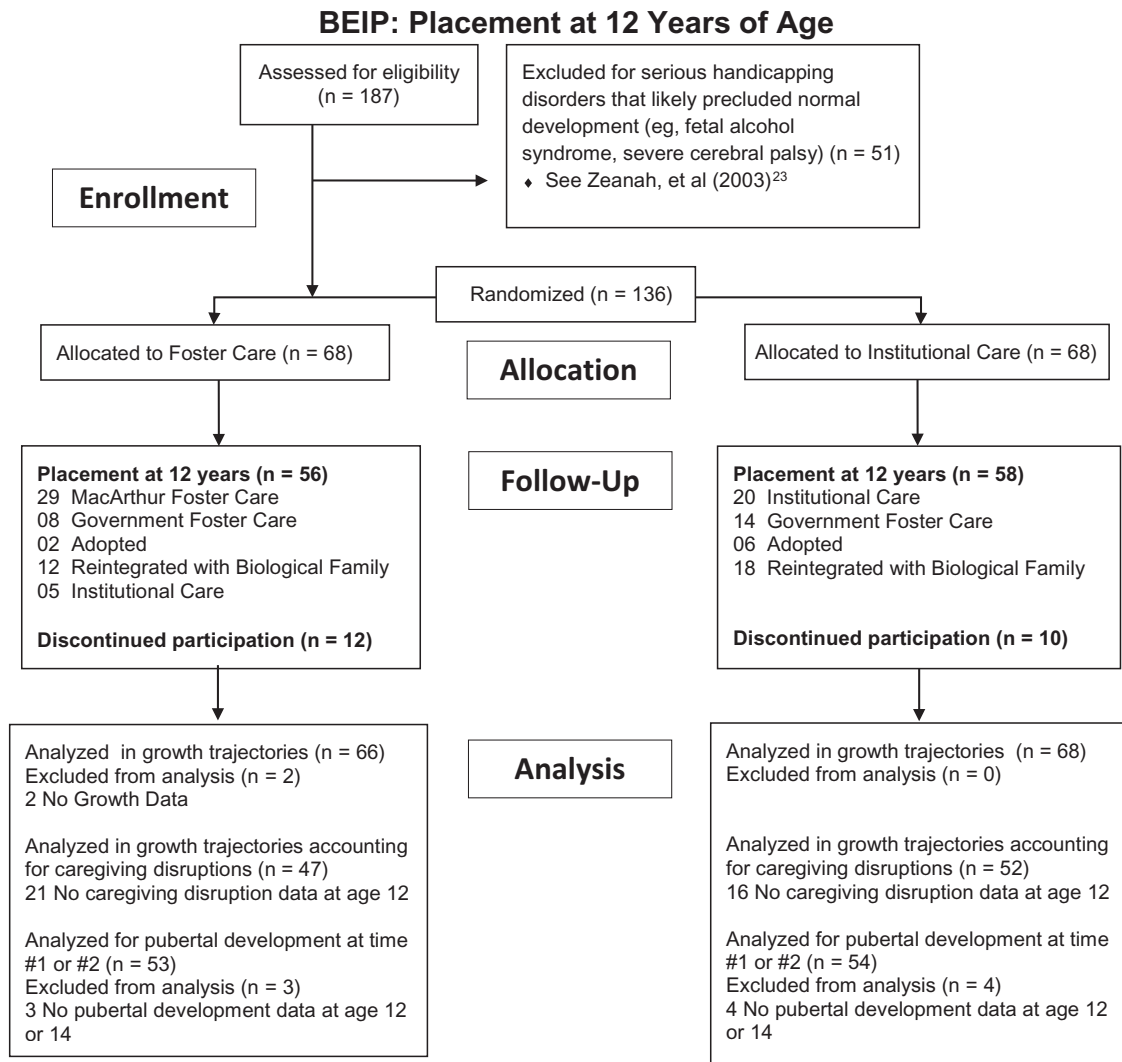 BEIP: Placement at 12 Years of Age
Assessed for eligibility
(n = 187)
Excluded for serious handicapping
disorders that likely precluded normal
development (eg, fetal alcohol
syndrome, severe cerebral palsy) (n = 51)
♦ See Zeanah, et al (2003)²³
Enrollment
Randomized (n = 136)
Allocated to Foster Care (n = 68)
Allocation
Allocated to Institutional Care (n = 68)
Placement at 12 years (n = 56)
29 MacArthur Foster Care
08 Government Foster Care
02 Adopted
12 Reintegrated with Biological Family
05 Institutional Care
Discontinued participation (n = 12)
Follow-Up
Placement at 12 years (n = 58)
20 Institutional Care
14 Government Foster Care
06 Adopted
18 Reintegrated with Biological Family
Discontinued participation (n = 10)
Analyzed in growth trajectories (n = 66)
Excluded from analysis (n = 2)
2 No Growth Data
Analyzed in growth trajectories accounting
for caregiving disruptions (n = 47)
21 No caregiving disruption data at age 12
Analyzed for pubertal development at time
#1 or #2 (n = 53)
Excluded from analysis (n = 3)
3 No pubertal development data at age 12
or 14
Analysis
Analyzed in growth trajectories (n = 68)
Excluded from analysis (n = 0)
Analyzed in growth trajectories accounting
for caregiving disruptions (n = 52)
16 No caregiving disruption data at age 12
Analyzed for pubertal development at time
#1 or #2 (n = 54)
Excluded from analysis (n = 4)
4 No pubertal development data at age 12
or 14